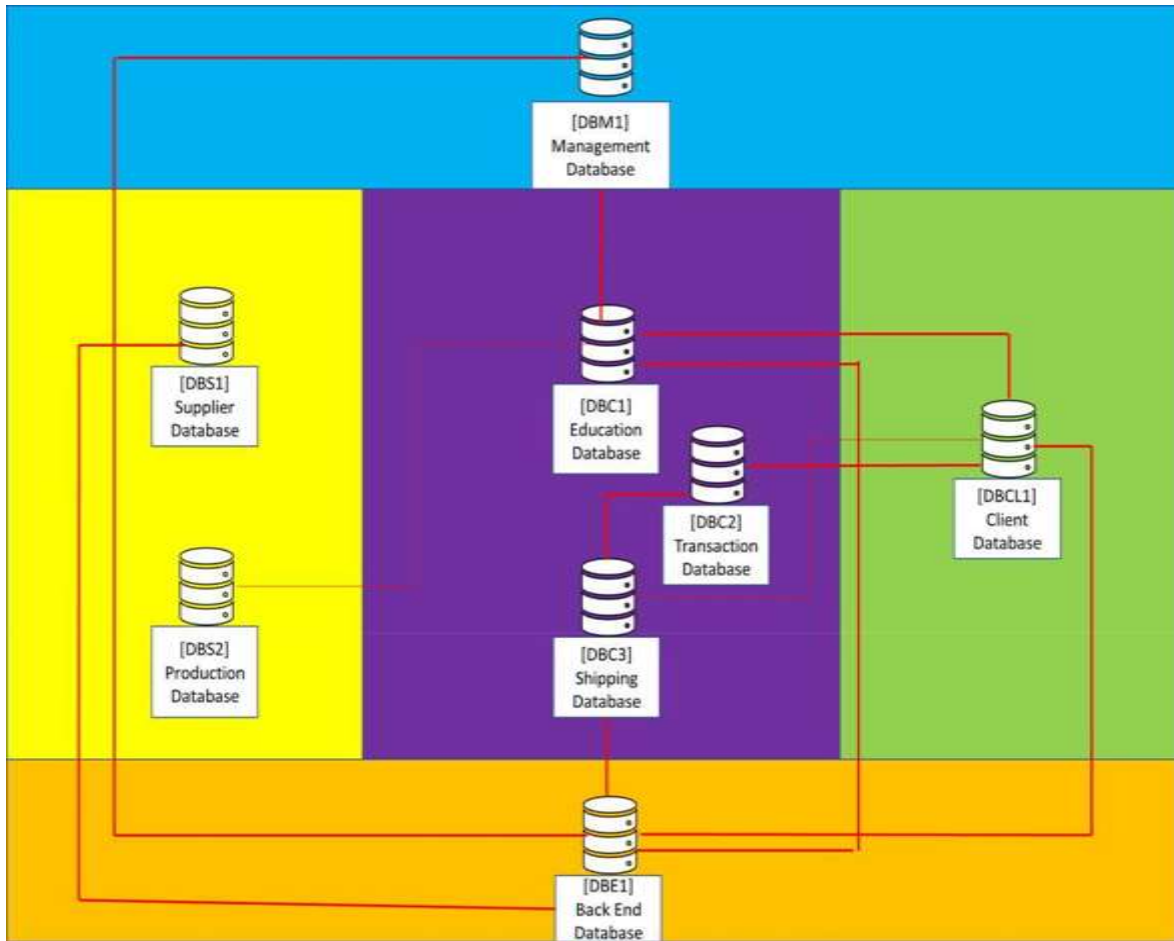 [DBM1]
Management
Database
[DBS1]
Supplier
Database
[DBC1]
Education
Database
[DBC2]
Transaction
Database
[DBCL1]
Client
Database
[DBS2]
Production
Database
[DBC3]
Shipping
Database
[DBE1]
Back End
Database